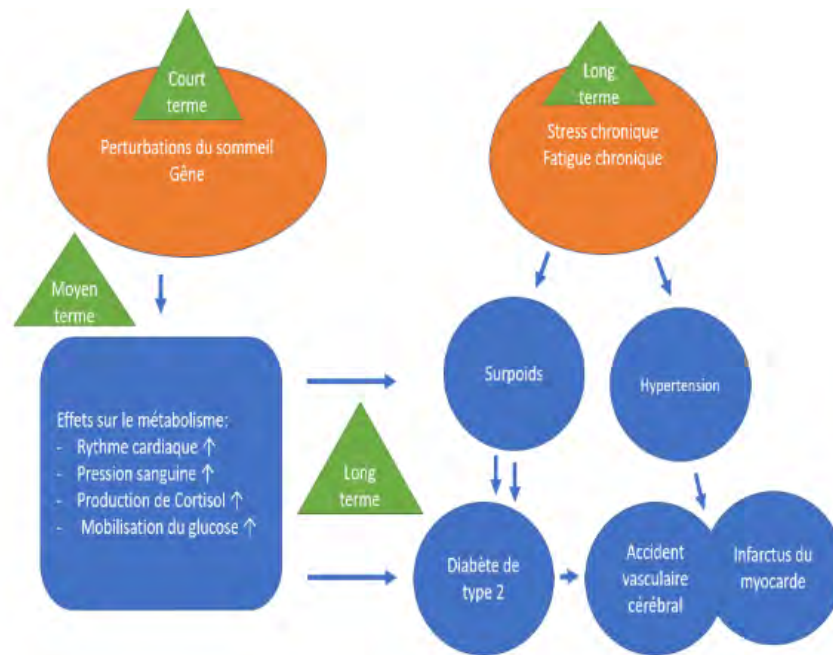 Court
terme
Perturbations du sommeil
Gêne
Long
terme
Stress chronique
Fatigue chronique
Moyen
terme
Effets sur le métabolisme:
- Rythme cardiaque ↑
- Pression sanguine ↑
- Production de Cortisol ↑
- Mobilisation du glucose ↑
Long
terme
Surpoids
Hypertension
Diabète de
type 2
Accident
vasculaire
cérébral
Infarctus du
myocarde